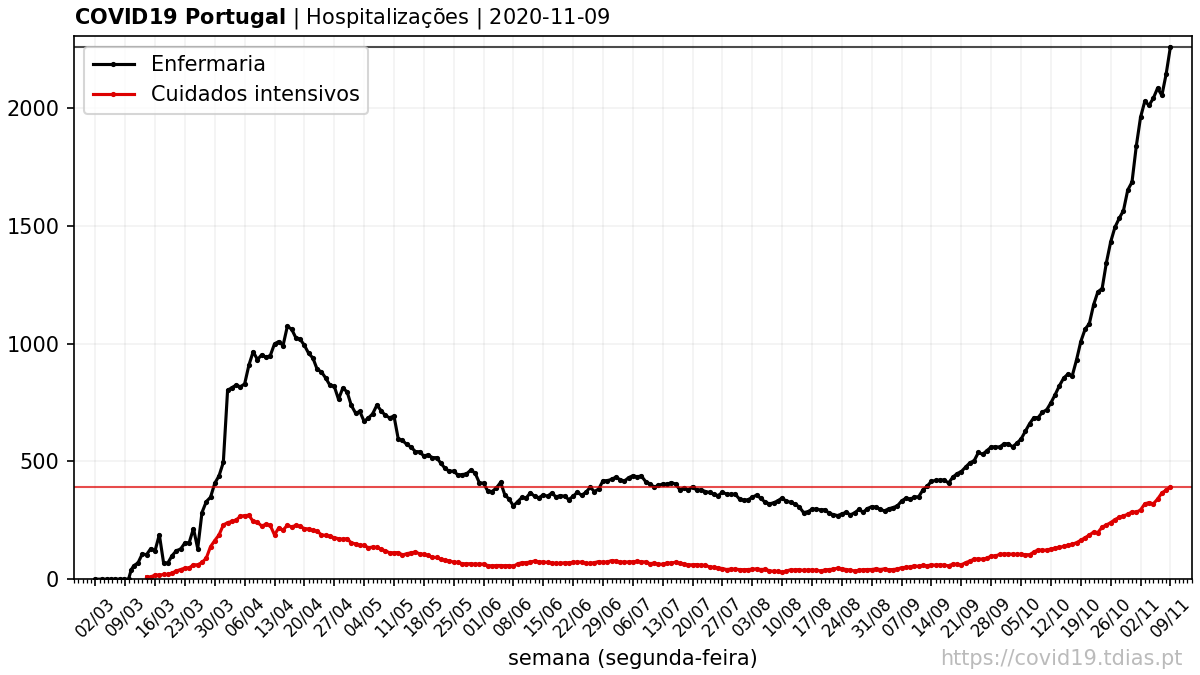 COVID19 Portugal | Hospitalizações | 2020-11-09
Enfermaria
Cuidados intensivos
2000
1500
1000
500
0
02/03 09/03 16/03 23/03 30/03 06/04 13/04 20/04 27/04 04/05 11/05 18/05 25/05 01/06 08/06 15/06 22/06 29/06 06/07 13/07 20/07 27/07 03/08 10/08 17/08 24/08 31/08 07/09 14/09 21/09 28/09 05/10 12/10 19/10 26/10 02/11 09/11
semana (segunda-feira)
https://covid19.tdias.pt